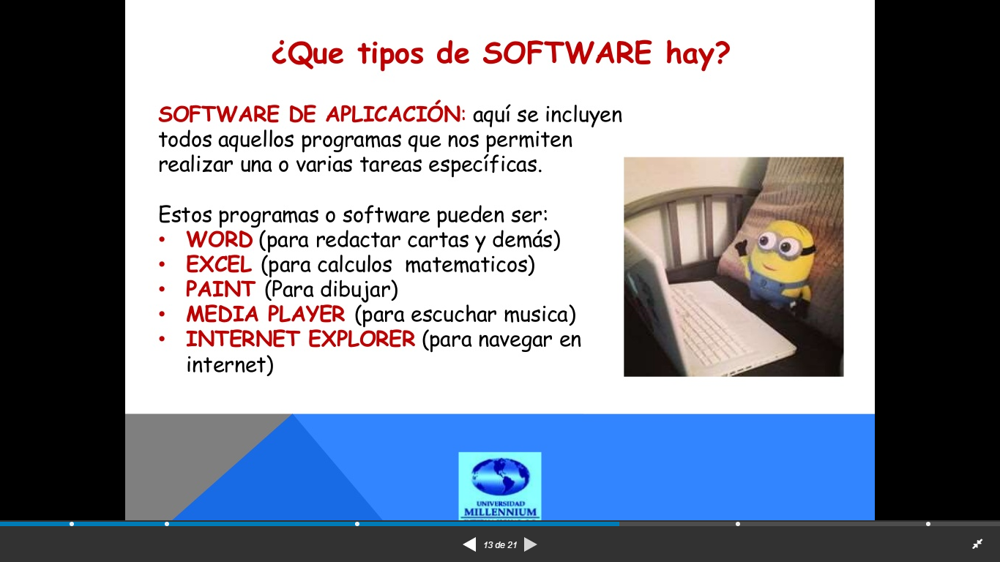 ¿Que tipos de SOFTWARE hay?
SOFTWARE DE APLICACIÓN: aquí se incluyen
todos aquellos programas que nos permiten
realizar una o varias tareas específicas.
Estos programas o software pueden ser:
• WORD (para redactar cartas y demás)
• EXCEL (para calculos  matematicos)
• PAINT (Para dibujar)
• MEDIA PLAYER (para escuchar musica)
• INTERNET EXPLORER (para navegar en
internet)
UNIVERSIDAD
MILLENNIUM
13 de 21